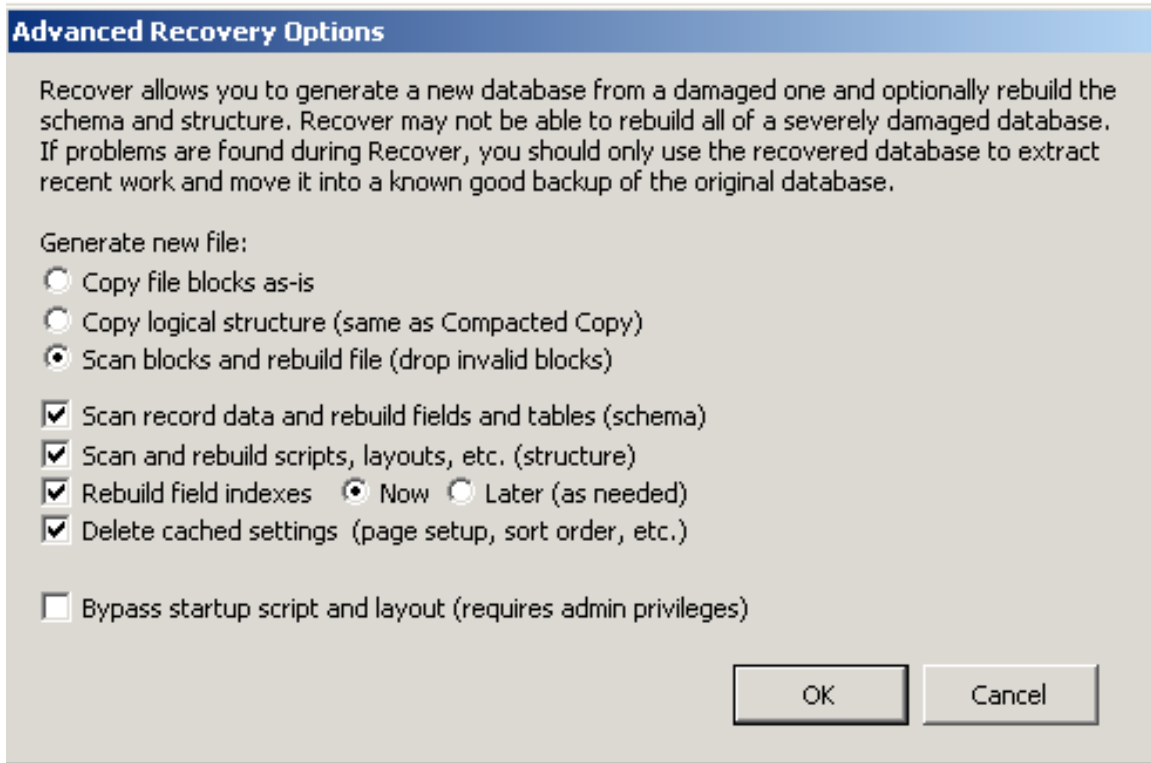 Advanced Recovery Options
Recover allows you to generate a new database from a damaged one and optionally rebuild the
schema and structure. Recover may not be able to rebuild all of a severely damaged database.
If problems are found during Recover, you should only use the recovered database to extract
recent work and move it into a known good backup of the original database.
Generate new file:
Copy file blocks as-is
Copy logical structure (same as Compacted Copy)
Scan blocks and rebuild file (drop invalid blocks)
Scan record data and rebuild fields and tables (schema)
Scan and rebuild scripts, layouts, etc. (structure)
Rebuild field indexes Now Later (as needed)
Delete cached settings (page setup, sort order, etc.)
Bypass startup script and layout (requires admin privileges)
OK Cancel